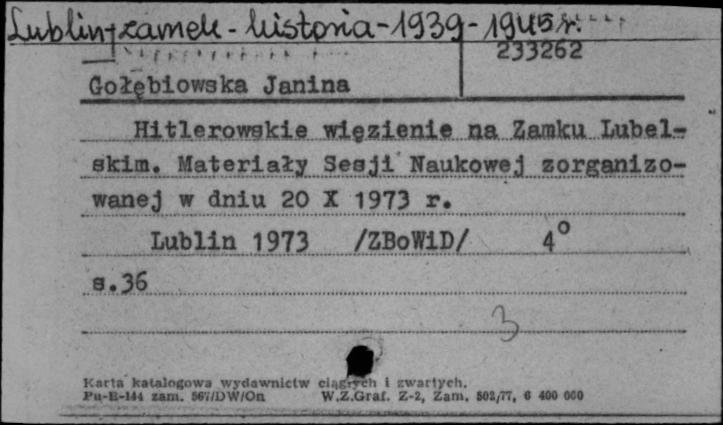 Lublin-zamek-historia-1939-1945r.
233262
Gołębiowska Janina
Hitlerowskie więzienie na Zamku Lubel-
skim. Materiały Sesji Naukowej zorganizo-
wanej w dniu 20 X 1973 r.
Lublin 1973 /ZBoWiD/ 4°
s.36
3
Karta katalogowa wydawnictw ciągłych i zwartych.
Pu-E-144 zam. 567/DW/On W.Z.Graf. Z-2, Zam. 502/77, 6 400 000